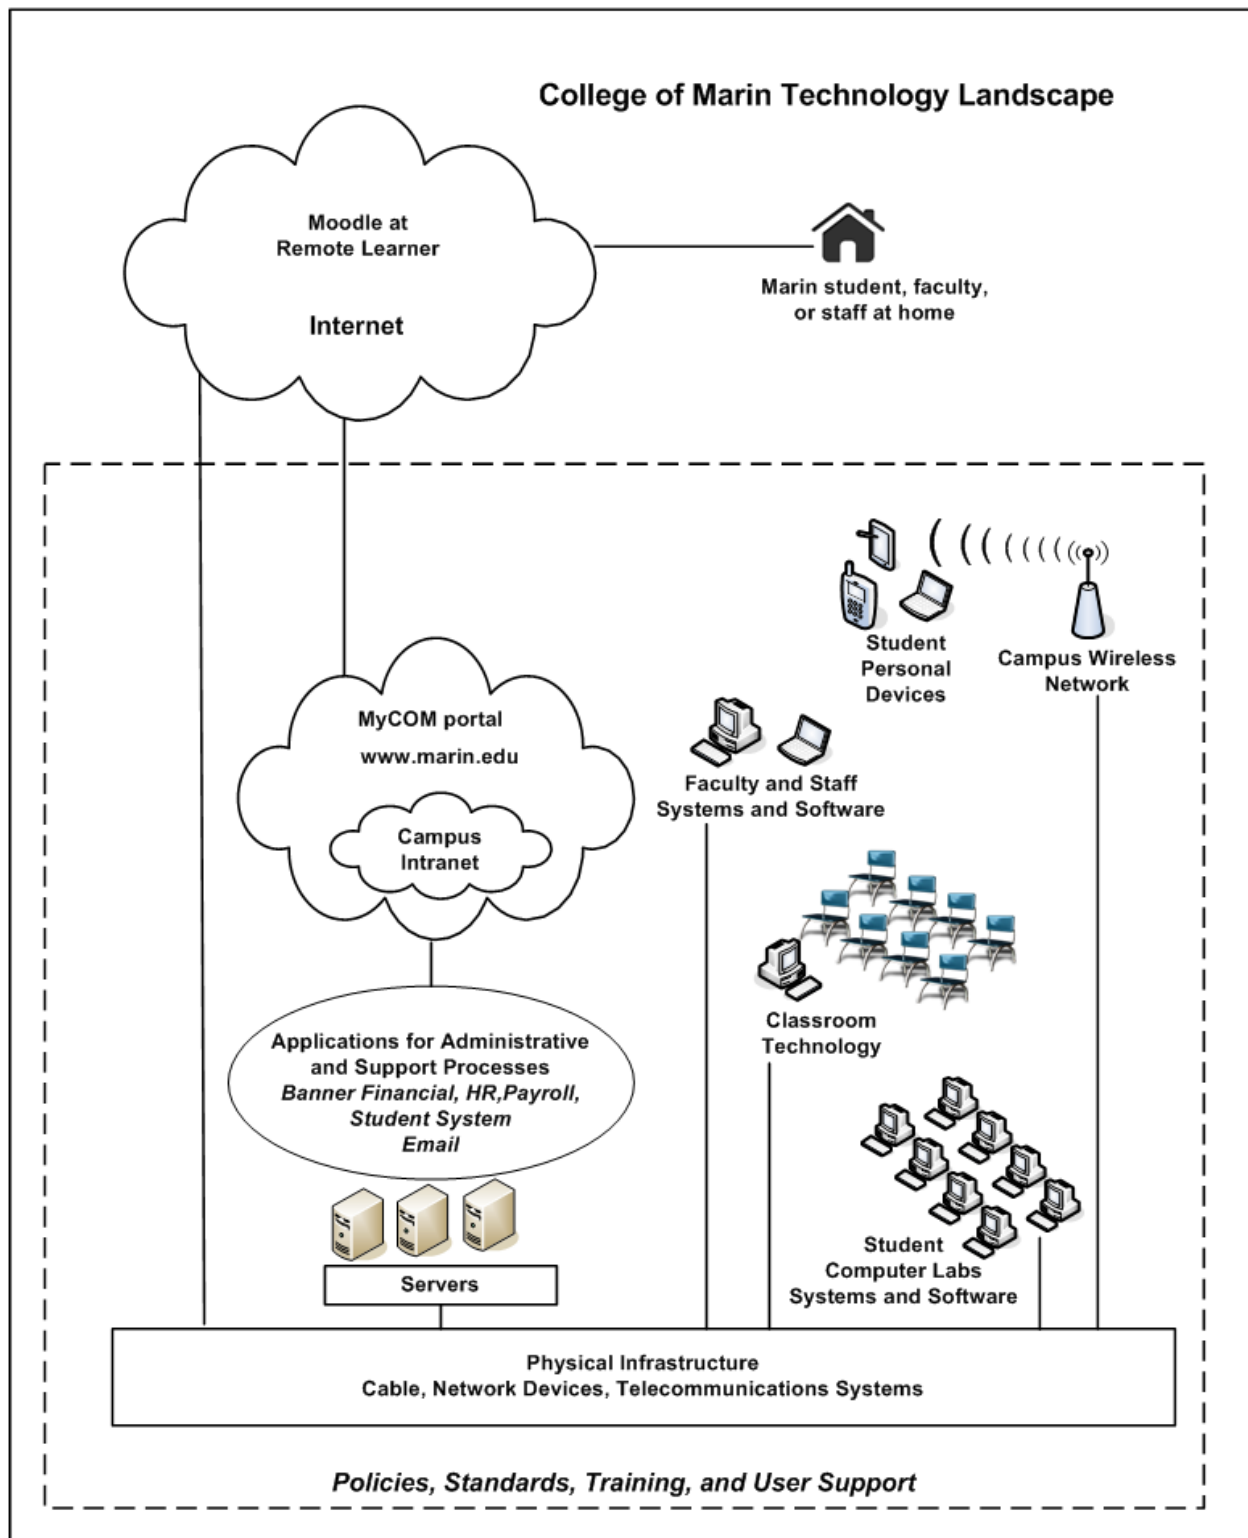 College of Marin Technology Landscape
Moodle at
Remote Learner
Internet
Marin student, faculty,
or staff at home
Student
Personal
Devices
Campus Wireless
Network
MyCOM portal
www.marin.edu
Campus
Intranet
Faculty and Staff
Systems and Software
Classroom
Technology
Applications for Administrative
and Support Processes
Banner Financial, HR,Payroll,
Student System
Email
Student
Computer Labs
Systems and Software
Servers
Physical Infrastructure
Cable, Network Devices, Telecommunications Systems
Policies, Standards, Training, and User Support